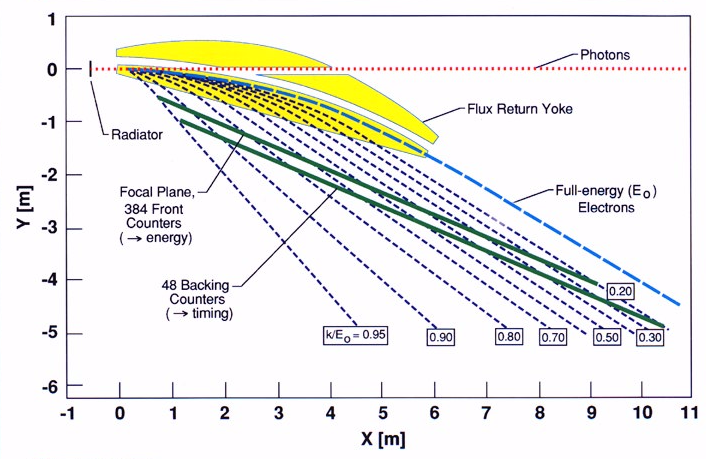 1
0
-1
-2
-3
-4
-5
-6
Y [m]
Photons
Flux Return Yoke
Radiator
Focal Plane,
384 Front
Counters
(→ energy)
Full-energy (E₀)
Electrons
48 Backing
Counters
(→ timing)
0.20
k/E₀ = 0.95
0.90
0.80
0.70
0.50
0.30
-1
0
1
2
3
4
5
6
7
8
9
10
11
X [m]